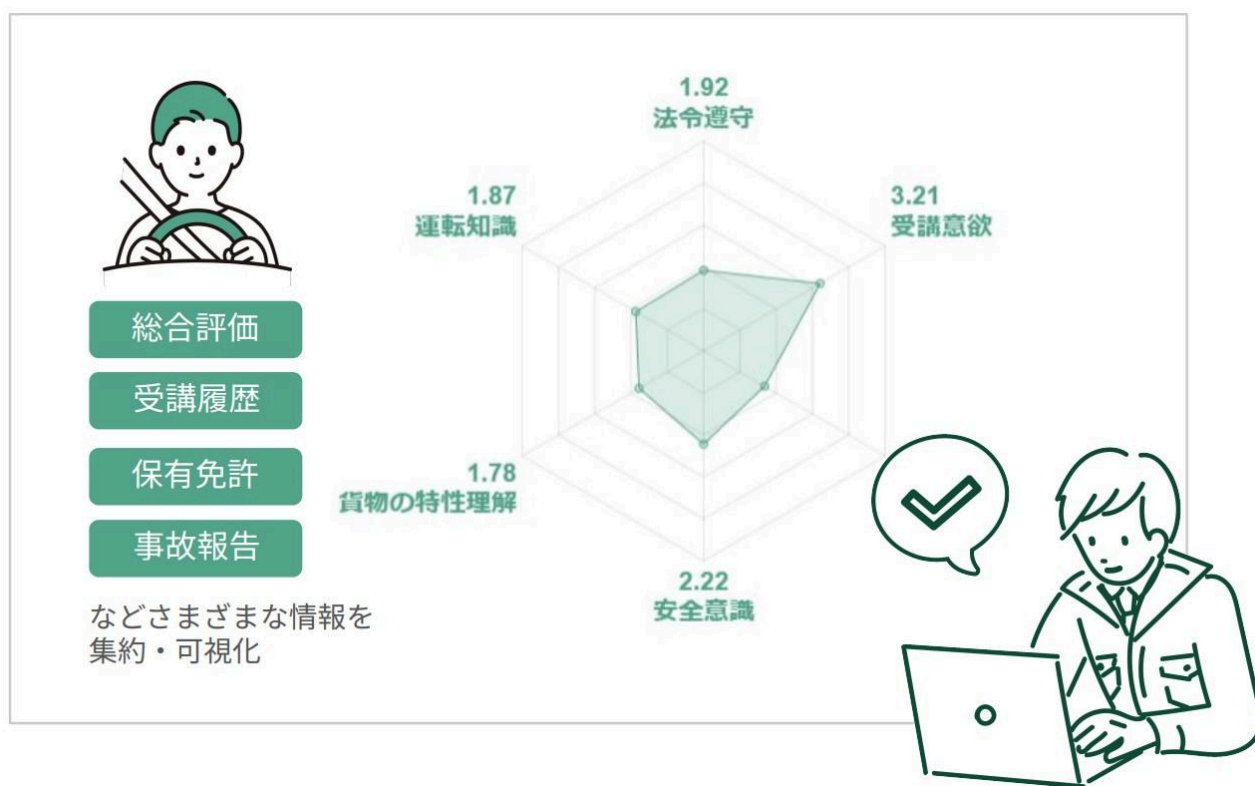 総合評価
受講履歴
保有免許
事故報告
などさまざまな情報を
集約・可視化
1.92
法令遵守
3.21
受講意欲
1.87
運転知識
1.78
貨物の特性理解
2.22
安全意識